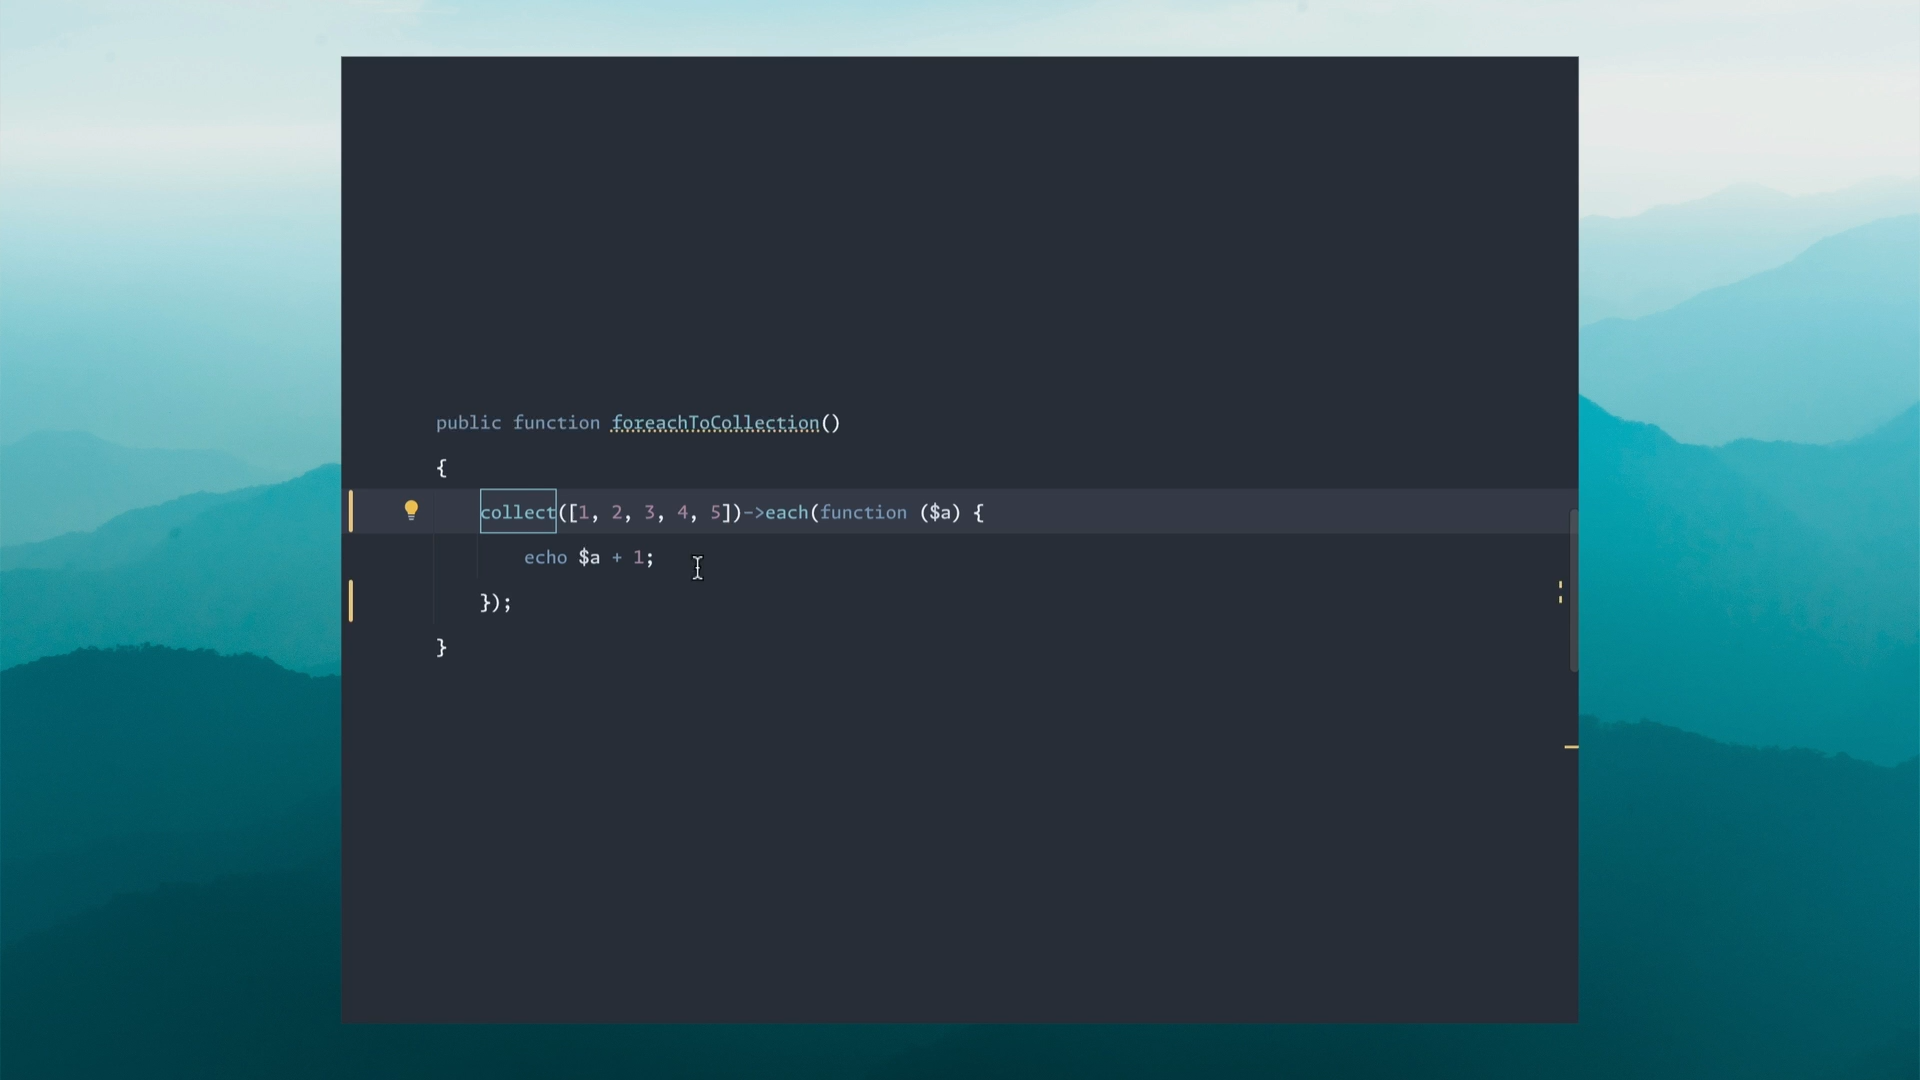 public function foreachToCollection()
{
collect([1, 2, 3, 4, 5])->each(function ($a) {
echo $a + 1;
});
}